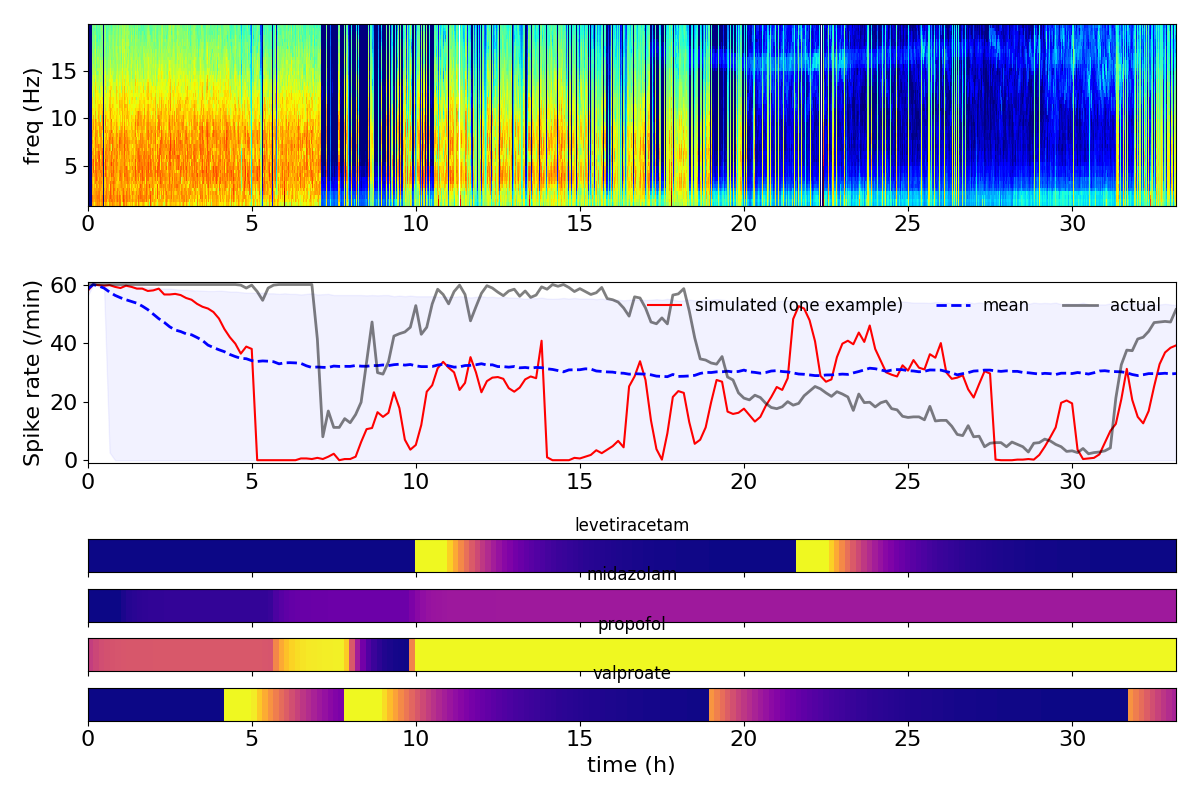 freq (Hz)
15
10
5
0 5 10 15 20 25 30
Spike rate (/min)
60
40
20
0
simulated (one example) mean actual
0 5 10 15 20 25 30
levetiracetam
midazolam
propofol
valproate
0 5 10 15 20 25 30
time (h)